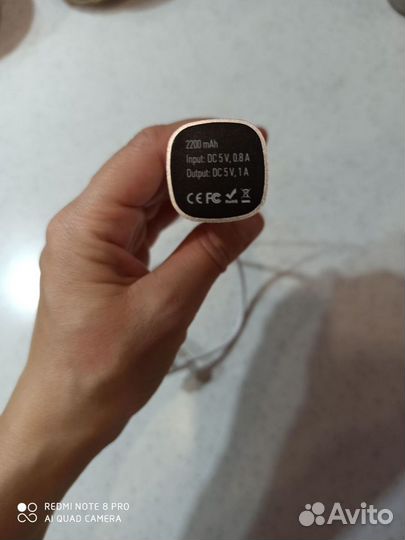 2200 mAh
Input: DC 5 V, 0.8 A
Output: DC 5 V, 1 A
CE FC
REDMI NOTE 8 PRO
AI QUAD CAMERA
Avito